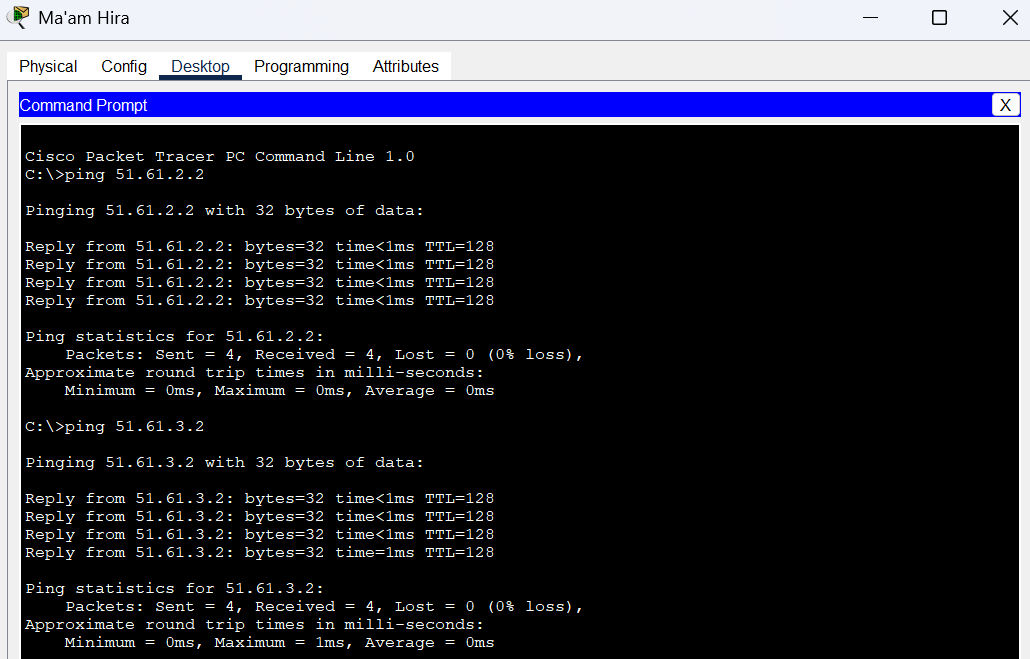 Ma'am Hira
Physical Config Desktop Programming Attributes
Command Prompt X
Cisco Packet Tracer PC Command Line 1.0
C:\>ping 51.61.2.2
Pinging 51.61.2.2 with 32 bytes of data:
Reply from 51.61.2.2: bytes=32 time<1ms TTL=128
Reply from 51.61.2.2: bytes=32 time<1ms TTL=128
Reply from 51.61.2.2: bytes=32 time<1ms TTL=128
Reply from 51.61.2.2: bytes=32 time<1ms TTL=128
Ping statistics for 51.61.2.2:
    Packets: Sent = 4, Received = 4, Lost = 0 (0% loss),
Approximate round trip times in milli-seconds:
    Minimum = 0ms, Maximum = 0ms, Average = 0ms
C:\>ping 51.61.3.2
Pinging 51.61.3.2 with 32 bytes of data:
Reply from 51.61.3.2: bytes=32 time<1ms TTL=128
Reply from 51.61.3.2: bytes=32 time<1ms TTL=128
Reply from 51.61.3.2: bytes=32 time<1ms TTL=128
Reply from 51.61.3.2: bytes=32 time=1ms TTL=128
Ping statistics for 51.61.3.2:
    Packets: Sent = 4, Received = 4, Lost = 0 (0% loss),
Approximate round trip times in milli-seconds:
    Minimum = 0ms, Maximum = 1ms, Average = 0ms